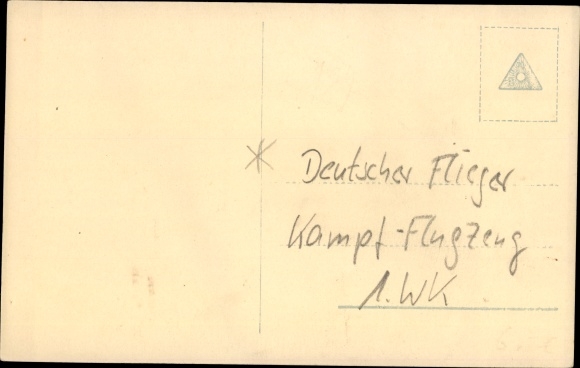 Deutscher Flieger
Kampf-Flugzeug
1. WK